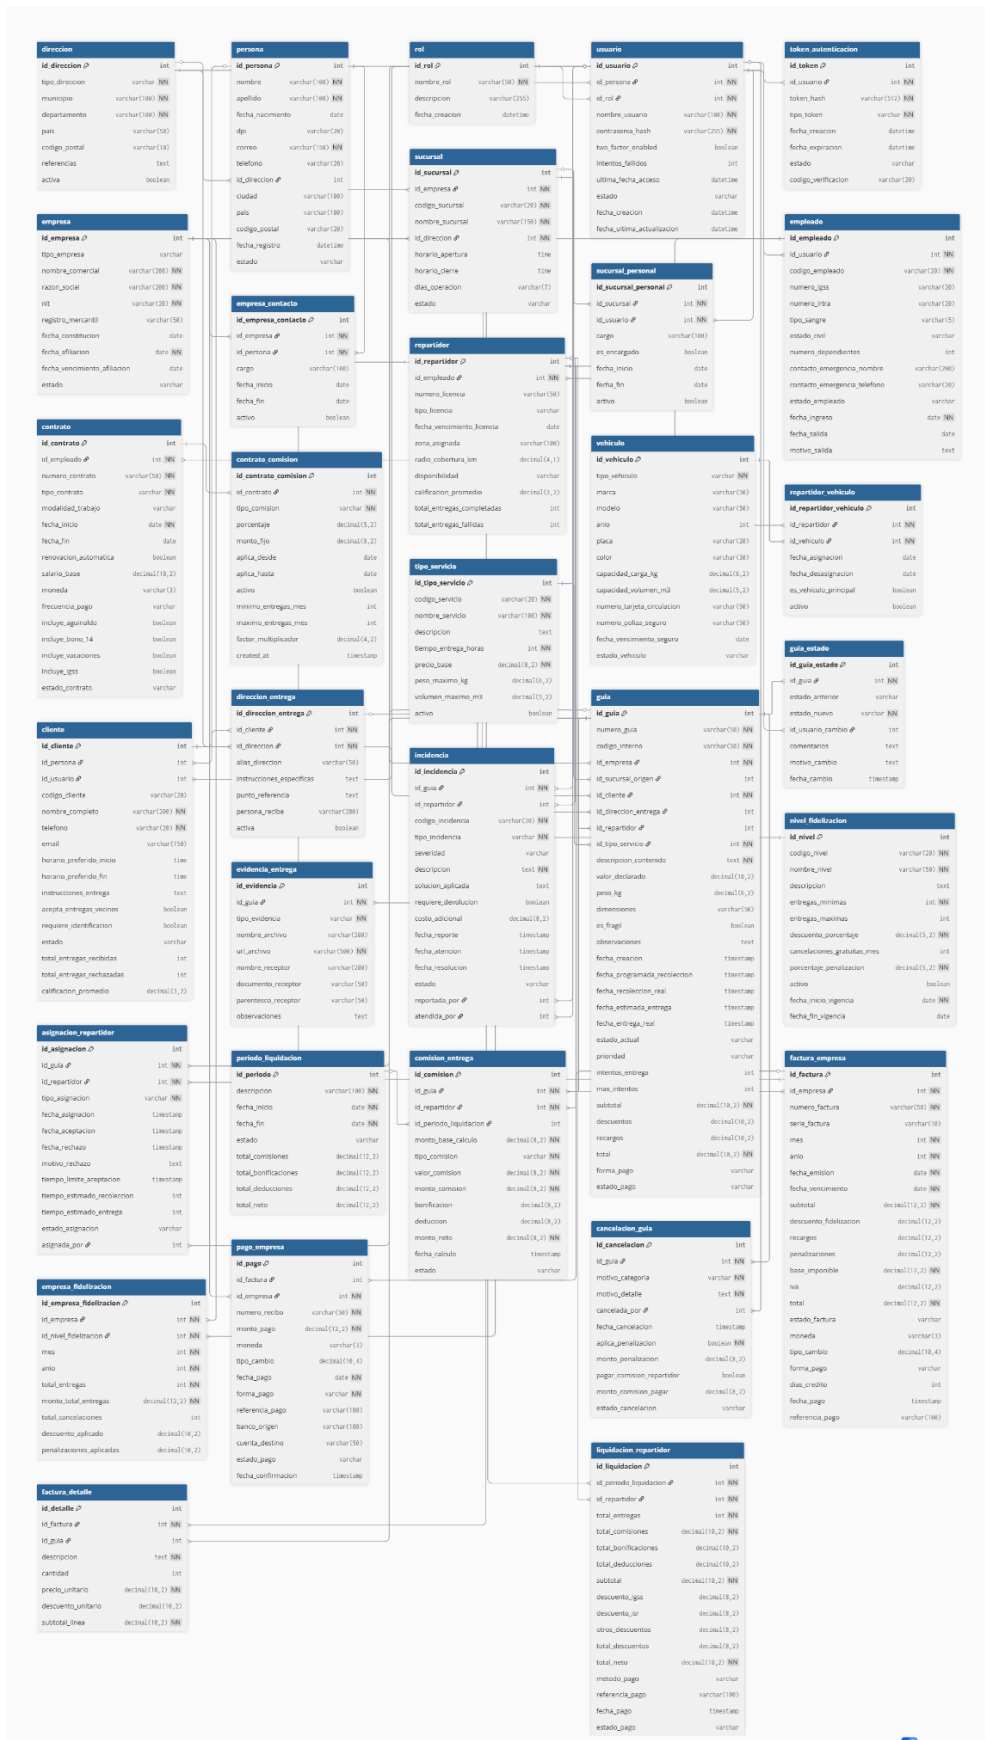 direccion
id_direccion int
tipo_direccion varchar NN
municipio varchar(100) NN
departamento varchar(100) NN
pais varchar(50)
codigo_postal varchar(10)
referencias text
activa boolean
empresa
id_empresa int
tipo_empresa varchar
nombre_comercial varchar(200) NN
razon_social varchar(200) NN
nit varchar(20) NN
registro_mercantil varchar(50)
fecha_constitucion date
fecha_afiliacion date NN
fecha_vencimiento_afiliacion date
estado varchar
contrato
id_contrato int
id_empleado int NN
numero_contrato varchar(50) NN
tipo_contrato varchar NN
modalidad_trabajo varchar
fecha_inicio date NN
fecha_fin date
renovacion_automatica boolean
salario_base decimal(10,2)
moneda varchar(3)
frecuencia_pago varchar
incluye_aguinaldo boolean
incluye_bono_14 boolean
incluye_vacaciones boolean
incluye_igss boolean
estado_contrato varchar
cliente
id_cliente int
id_persona int
id_usuario int
codigo_cliente varchar(20)
nombre_completo varchar(200) NN
telefono varchar(20) NN
email varchar(150)
horario_preferido_inicio time
horario_preferido_fin time
instrucciones_entrega text
acepta_entregas_vecinos boolean
requiere_identificacion boolean
estado varchar
total_entregas_recibidas int
total_entregas_rechazadas int
calificacion_promedio decimal(3,2)
asignacion_repartidor
id_asignacion int
id_guia int NN
id_repartidor int NN
tipo_asignacion varchar NN
fecha_asignacion timestamp
fecha_aceptacion timestamp
fecha_rechazo timestamp
motivo_rechazo text
tiempo_limite_aceptacion timestamp
tiempo_estimado_recoleccion int
tiempo_estimado_entrega int
estado_asignacion varchar
asignada_por int
empresa_fidelizacion
id_empresa_fidelizacion int
id_empresa int NN
id_nivel_fidelizacion int NN
mes int NN
anio int NN
total_entregas int NN
monto_total_entregas decimal(12,2) NN
total_cancelaciones int
descuento_aplicado decimal(10,2)
penalizaciones_aplicadas decimal(10,2)
factura_detalle
id_detalle int
id_factura int NN
id_guia int
descripcion text NN
cantidad int
precio_unitario decimal(10,2) NN
descuento_unitario decimal(10,2)
subtotal_linea decimal(10,2) NN
persona
id_persona int
nombre varchar(100) NN
apellido varchar(100) NN
fecha_nacimiento date
dpi varchar(20)
correo varchar(150) NN
telefono varchar(20)
id_direccion int
ciudad varchar(100)
pais varchar(100)
codigo_postal varchar(20)
fecha_registro datetime
estado varchar
empresa_contacto
id_empresa_contacto int
id_empresa int NN
id_persona int NN
cargo varchar(100)
fecha_inicio date
fecha_fin date
activo boolean
contrato_comision
id_contrato_comision int
id_contrato int NN
tipo_comision varchar NN
porcentaje decimal(5,2)
monto_fijo decimal(8,2)
aplica_desde date
aplica_hasta date
activo boolean
minimo_entregas_mes int
maximo_entregas_mes int
factor_multiplicador decimal(4,2)
created_at timestamp
direccion_entrega
id_direccion_entrega int
id_cliente int NN
id_direccion int NN
alias_direccion varchar(50)
instrucciones_especificas text
punto_referencia text
persona_recibe varchar(200)
activa boolean
evidencia_entrega
id_evidencia int
id_guia int NN
tipo_evidencia varchar NN
nombre_archivo varchar(200)
url_archivo varchar(500) NN
nombre_receptor varchar(200)
documento_receptor varchar(50)
parentesco_receptor varchar(50)
observaciones text
periodo_liquidacion
id_periodo int
descripcion varchar(100) NN
fecha_inicio date NN
fecha_fin date NN
estado varchar
total_comisiones decimal(12,2)
total_bonificaciones decimal(12,2)
total_deducciones decimal(12,2)
total_neto decimal(12,2)
pago_empresa
id_pago int
id_factura int
id_empresa int NN
numero_recibo varchar(50) NN
monto_pago decimal(12,2) NN
moneda varchar(3)
tipo_cambio decimal(10,4)
fecha_pago date NN
forma_pago varchar NN
referencia_pago varchar(100)
banco_origen varchar(100)
cuenta_destino varchar(50)
estado_pago varchar
fecha_confirmacion timestamp
rol
id_rol int
nombre_rol varchar(50) NN
descripcion varchar(255)
fecha_creacion datetime
sucursal
id_sucursal int
id_empresa int NN
codigo_sucursal varchar(20) NN
nombre_sucursal varchar(150) NN
id_direccion int NN
horario_apertura time
horario_cierre time
dias_operacion varchar(7)
estado varchar
repartidor
id_repartidor int
id_empleado int NN
numero_licencia varchar(50)
tipo_licencia varchar
fecha_vencimiento_licencia date
zona_asignada varchar(100)
radio_cobertura_km decimal(4,1)
disponibilidad varchar
calificacion_promedio decimal(3,2)
total_entregas_completadas int
total_entregas_fallidas int
tipo_servicio
id_tipo_servicio int
codigo_servicio varchar(20) NN
nombre_servicio varchar(100) NN
descripcion text
tiempo_entrega_horas int
precio_base decimal(8,2) NN
peso_maximo_kg decimal(6,2)
volumen_maximo_m3 decimal(5,2)
activo boolean
incidencia
id_incidencia int
id_guia int NN
id_repartidor int
codigo_incidencia varchar(20) NN
tipo_incidencia varchar NN
severidad varchar
descripcion text NN
solucion_aplicada text
requiere_devolucion boolean
costo_adicional decimal(8,2)
fecha_reporte timestamp
fecha_atencion timestamp
fecha_resolucion timestamp
estado varchar
reportada_por int
atendida_por int
comision_entrega
id_comision int
id_guia int NN
id_repartidor int NN
id_periodo_liquidacion int
monto_base_calculo decimal(8,2) NN
tipo_comision varchar NN
valor_comision decimal(8,2) NN
monto_comision decimal(8,2) NN
bonificacion decimal(8,2)
deduccion decimal(8,2)
monto_neto decimal(8,2) NN
fecha_calculo timestamp
estado varchar
usuario
id_usuario int
id_persona int NN
id_rol int NN
nombre_usuario varchar(100) NN
contrasenia_hash varchar(255) NN
two_factor_enabled boolean
intentos_fallidos int
ultima_fecha_acceso datetime
estado varchar
fecha_creacion datetime
fecha_ultima_actualizacion datetime
sucursal_personal
id_sucursal_personal int
id_sucursal int NN
id_usuario int NN
cargo varchar(100)
es_encargado boolean
fecha_inicio date
fecha_fin date
activo boolean
vehiculo
id_vehiculo int
tipo_vehiculo varchar NN
marca varchar(50)
modelo varchar(50)
anio int
placa varchar(20)
color varchar(30)
capacidad_carga_kg decimal(6,2)
capacidad_volumen_m3 decimal(5,2)
numero_tarjeta_circulacion varchar(50)
numero_poliza_seguro varchar(50)
fecha_vencimiento_seguro date
estado_vehiculo varchar
guia
id_guia int
numero_guia varchar(50) NN
codigo_interno varchar(50) NN
id_empresa int NN
id_sucursal_origen int
id_cliente int NN
id_direccion_entrega int NN
id_repartidor int
id_tipo_servicio int NN
descripcion_contenido text NN
valor_declarado decimal(10,2)
peso_kg decimal(6,2)
dimensiones varchar(50)
es_fragil boolean
observaciones text
fecha_creacion timestamp
fecha_programada_recoleccion timestamp
fecha_recoleccion_real timestamp
fecha_estimada_entrega timestamp
fecha_entrega_real timestamp
estado_actual varchar
prioridad varchar
intentos_entrega int
max_intentos int
subtotal decimal(10,2) NN
descuentos decimal(10,2)
recargos decimal(10,2)
total decimal(10,2) NN
forma_pago varchar
estado_pago varchar
cancelacion_guia
id_cancelacion int
id_guia int NN
motivo_categoria varchar NN
motivo_detalle text NN
cancelada_por int
fecha_cancelacion timestamp
aplica_penalizacion boolean NN
monto_penalizacion decimal(8,2)
pagar_comision_repartidor boolean
monto_comision_pagar decimal(8,2)
estado_cancelacion varchar
liquidacion_repartidor
id_liquidacion int
id_periodo_liquidacion int NN
id_repartidor int NN
total_entregas int NN
total_comisiones decimal(10,2) NN
total_bonificaciones decimal(10,2)
total_deducciones decimal(10,2)
subtotal decimal(10,2) NN
descuento_igss decimal(8,2)
descuento_isr decimal(8,2)
otros_descuentos decimal(8,2)
total_descuentos decimal(8,2)
total_neto decimal(10,2) NN
metodo_pago varchar
referencia_pago varchar(100)
fecha_pago timestamp
estado_pago varchar
token_autenticacion
id_token int
id_usuario int NN
token_hash varchar(512) NN
tipo_token varchar NN
fecha_creacion datetime
fecha_expiracion datetime
estado varchar
codigo_verificacion varchar(20)
empleado
id_empleado int
id_usuario int NN
codigo_empleado varchar(20) NN
numero_igss varchar(20)
numero_irtra varchar(20)
tipo_sangre varchar(5)
estado_civil varchar
numero_dependientes int
contacto_emergencia_nombre varchar(200)
contacto_emergencia_telefono varchar(20)
estado_empleado varchar
fecha_ingreso date NN
fecha_salida date
motivo_salida text
repartidor_vehiculo
id_repartidor_vehiculo int
id_repartidor int NN
id_vehiculo int NN
fecha_asignacion date
fecha_desasignacion date
es_vehiculo_principal boolean
activo boolean
guia_estado
id_guia_estado int
id_guia int NN
estado_anterior varchar
estado_nuevo varchar NN
id_usuario_cambio int NN
comentarios text
motivo_cambio text
fecha_cambio timestamp
nivel_fidelizacion
id_nivel int
codigo_nivel varchar(20) NN
nombre_nivel varchar(50) NN
descripcion text
entregas_minimas int NN
entregas_maximas int
descuento_porcentaje decimal(5,2) NN
cancelaciones_gratuitas_mes int
porcentaje_penalizacion decimal(5,2) NN
activo boolean
fecha_inicio_vigencia date NN
fecha_fin_vigencia date
factura_empresa
id_factura int
id_empresa int NN
numero_factura varchar(50) NN
serie_factura varchar(10)
mes int NN
anio int NN
fecha_emision date NN
fecha_vencimiento date NN
subtotal decimal(12,2) NN
descuento_fidelizacion decimal(12,2)
recargos decimal(12,2)
penalizaciones decimal(12,2)
base_imponible decimal(12,2) NN
iva decimal(12,2)
total decimal(12,2) NN
estado_factura varchar
moneda varchar(3)
tipo_cambio decimal(10,4)
forma_pago varchar
dias_credito int
fecha_pago timestamp
referencia_pago varchar(100)